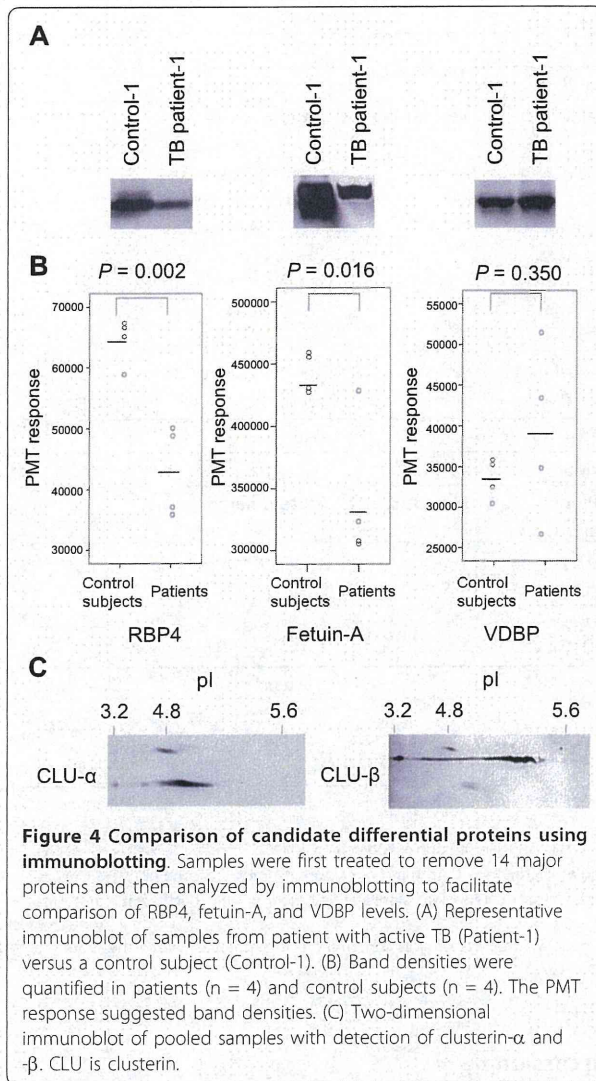 A
Control-1
TB patient-1
Control-1
TB patient-1
Control-1
TB patient-1
B
P = 0.002
P = 0.016
P = 0.350
PMT response
70000
60000
50000
40000
30000
Control subjects
Patients
RBP4
PMT response
500000
450000
400000
350000
300000
Control subjects
Patients
Fetuin-A
PMT response
55000
50000
45000
40000
35000
30000
25000
Control subjects
Patients
VDBP
C
pI
3.2 4.8 5.6
CLU-α
pI
3.2 4.8 5.6
CLU-β
Figure 4 Comparison of candidate differential proteins using
immunoblotting. Samples were first treated to remove 14 major
proteins and then analyzed by immunoblotting to facilitate
comparison of RBP4, fetuin-A, and VDBP levels. (A) Representative
immunoblot of samples from patient with active TB (Patient-1)
versus a control subject (Control-1). (B) Band densities were
quantified in patients (n = 4) and control subjects (n = 4). The PMT
response suggested band densities. (C) Two-dimensional
immunoblot of pooled samples with detection of clusterin-α and
-β. CLU is clusterin.